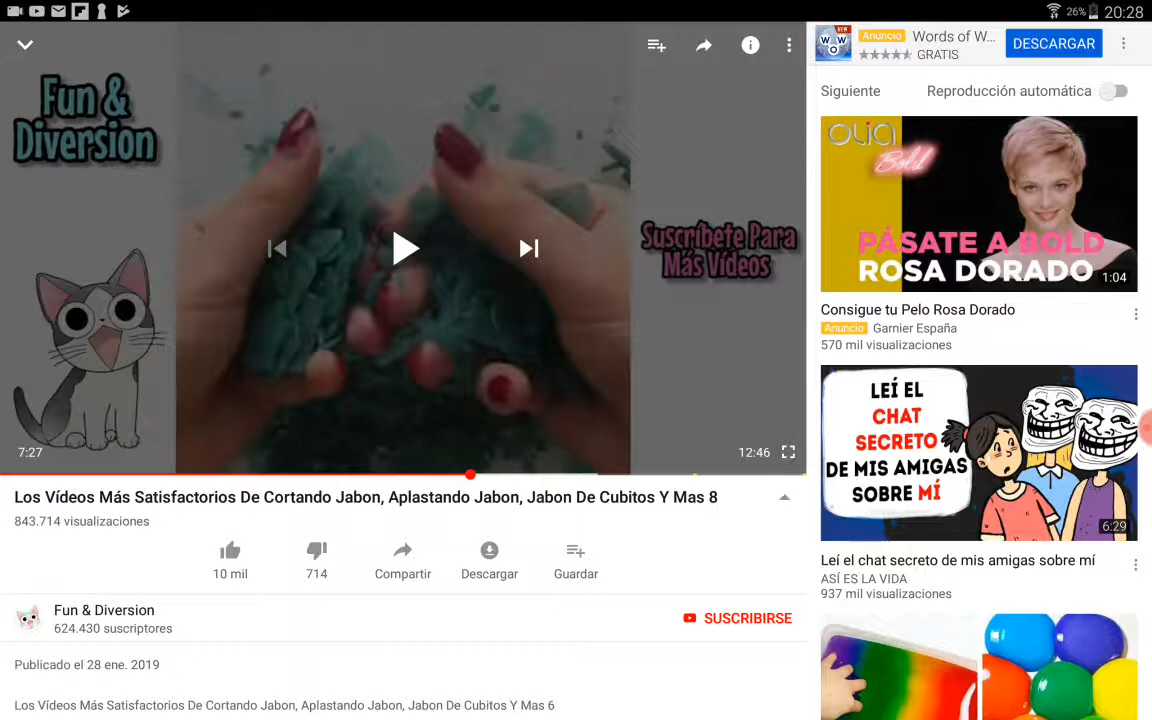 26% 20:28
Fun &
Diversion
Suscríbete Para
Más Vídeos
7:27
12:46
Los Vídeos Más Satisfactorios De Cortando Jabon, Aplastando Jabon, Jabon De Cubitos Y Mas 8
843.714 visualizaciones
10 mil
714
Compartir
Descargar
Guardar
Fun & Diversion
624.430 suscriptores
SUSCRIBIRSE
Publicado el 28 ene. 2019
Los Vídeos Más Satisfactorios De Cortando Jabon, Aplastando Jabon, Jabon De Cubitos Y Mas 6
NEW
W W
O
Anuncio Words of W...
GRATIS
DESCARGAR
Siguiente
Reproducción automática
OLIA
Bold
PÁSATE A BOLD
ROSA DORADO
1:04
Consigue tu Pelo Rosa Dorado
Anuncio Garnier España
570 mil visualizaciones
LEÍ EL
CHAT
SECRETO
DE MIS AMIGAS
SOBRE MÍ
6:29
Leí el chat secreto de mis amigas sobre mí
ASÍ ES LA VIDA
937 mil visualizaciones